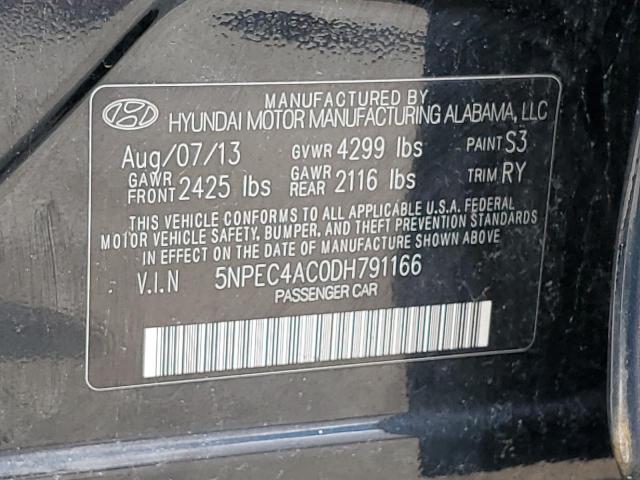 MANUFACTURED BY
HYUNDAI MOTOR MANUFACTURING ALABAMA, LLC
Aug/07/13 GVWR 4299 lbs PAINT S3
GAWR FRONT 2425 lbs GAWR REAR 2116 lbs TRIM RY
THIS VEHICLE CONFORMS TO ALL APPLICABLE U.S.A. FEDERAL
MOTOR VEHICLE SAFETY, BUMPER, AND THEFT PREVENTION STANDARDS
IN EFFECT ON THE DATE OF MANUFACTURE SHOWN ABOVE.
V.I.N 5NPEC4AC0DH791166
PASSENGER CAR